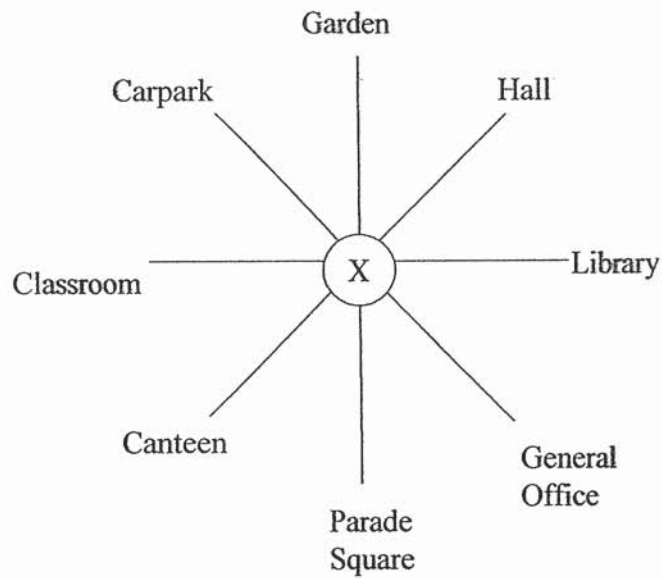 Garden
Carpark
Hall
X
Library
Classroom
Canteen
General
Office
Parade
Square